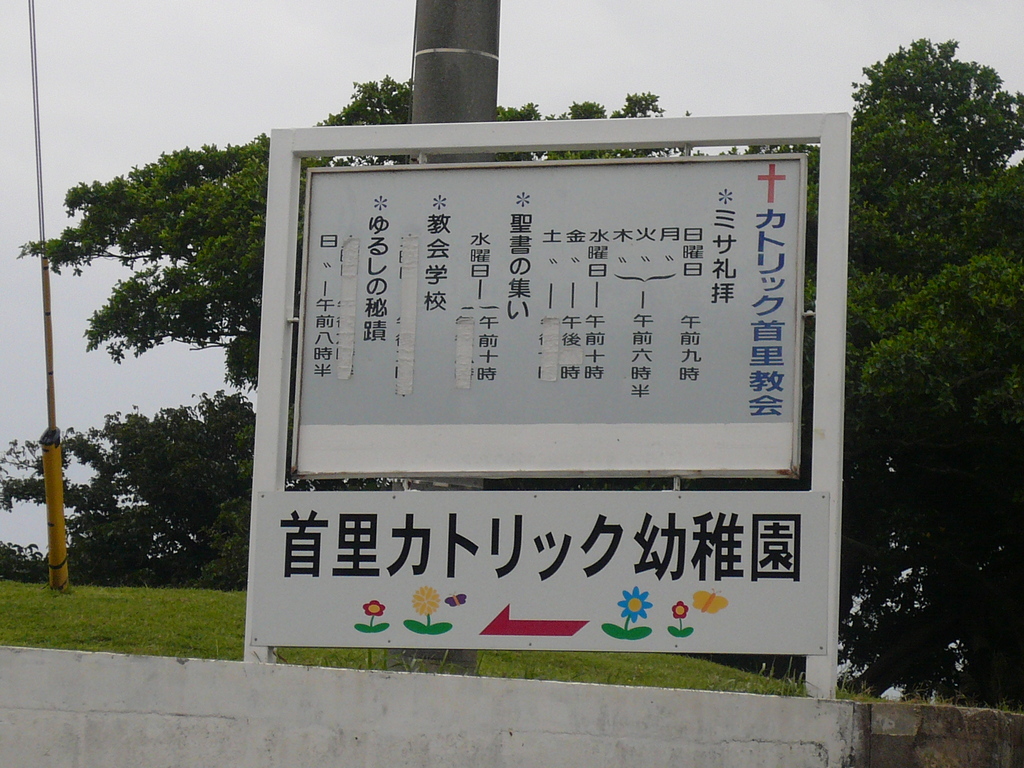 カトリック首里教会
*ミサ礼拝
日曜日 午前九時
月〃
火〃
木〃
午前六時半
水曜日―午前十時
金〃―午後 時
土〃―
*聖書の集い
水曜日―午前十時
*教会学校
*ゆるしの秘蹟
日〃―午前八時半
首里カトリック幼稚園